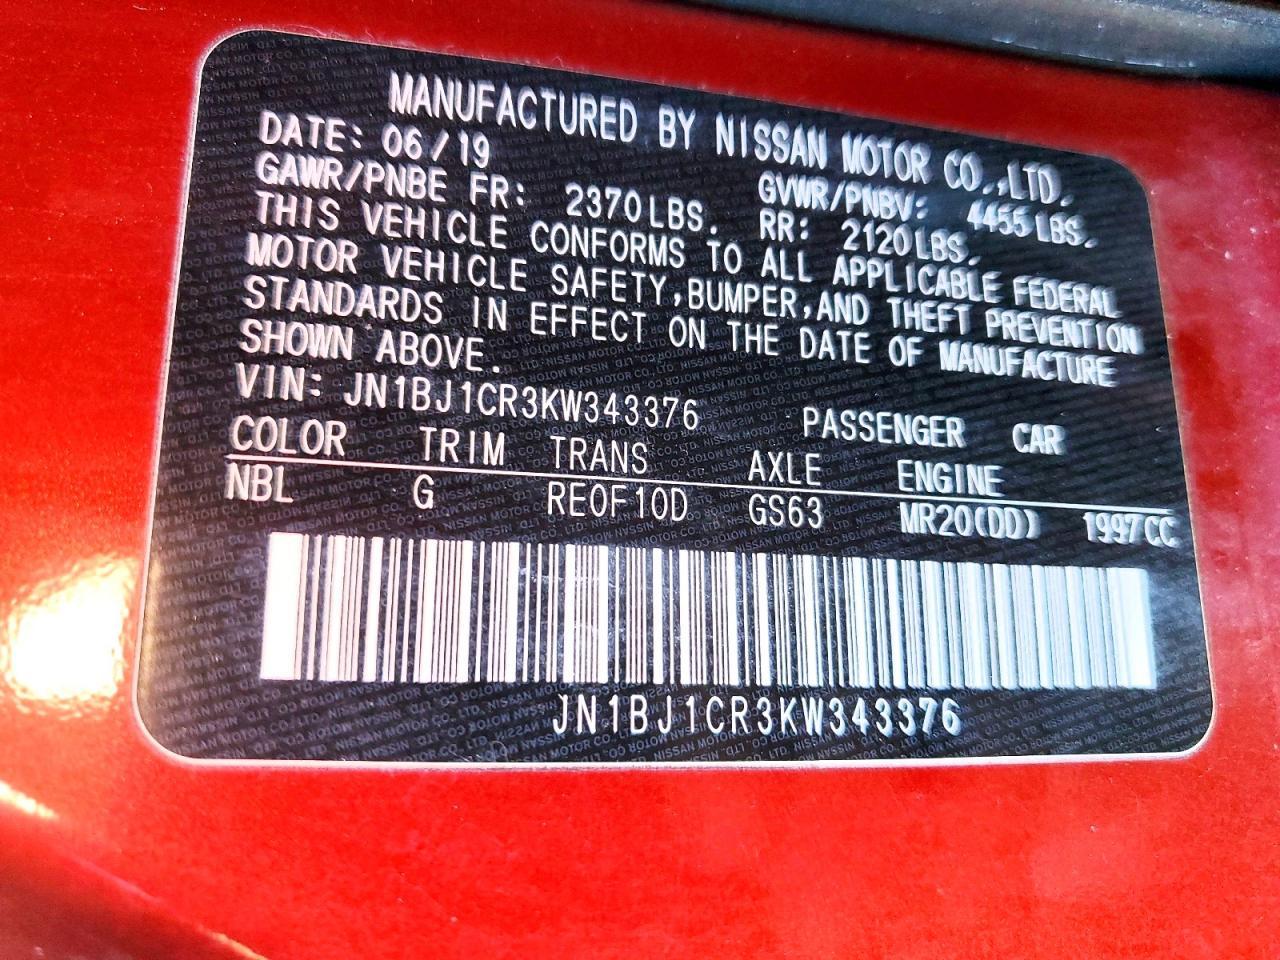 MANUFACTURED BY NISSAN MOTOR CO.,LTD.
DATE: 06/19 GVWR/PNBV: 4455LBS.
GAWR/PNBE FR: 2370LBS. RR: 2120LBS.
THIS VEHICLE CONFORMS TO ALL APPLICABLE FEDERAL
MOTOR VEHICLE SAFETY,BUMPER,AND THEFT PREVENTION
STANDARDS IN EFFECT ON THE DATE OF MANUFACTURE
SHOWN ABOVE.
VIN: JN1BJ1CR3KW343376 PASSENGER CAR
COLOR TRIM TRANS AXLE ENGINE
NBL G RE0F10D GS63 MR20(DD) 1997CC
JN1BJ1CR3KW343376